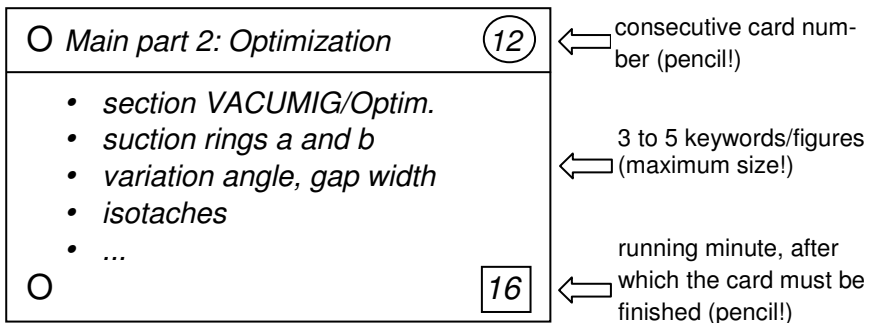 O Main part 2: Optimization 12
• section VACUMIG/Optim.
• suction rings a and b
• variation angle, gap width
• isotaches
• ...
O 16
consecutive card num-
ber (pencil!)
3 to 5 keywords/figures
(maximum size!)
running minute, after
which the card must be
finished (pencil!)